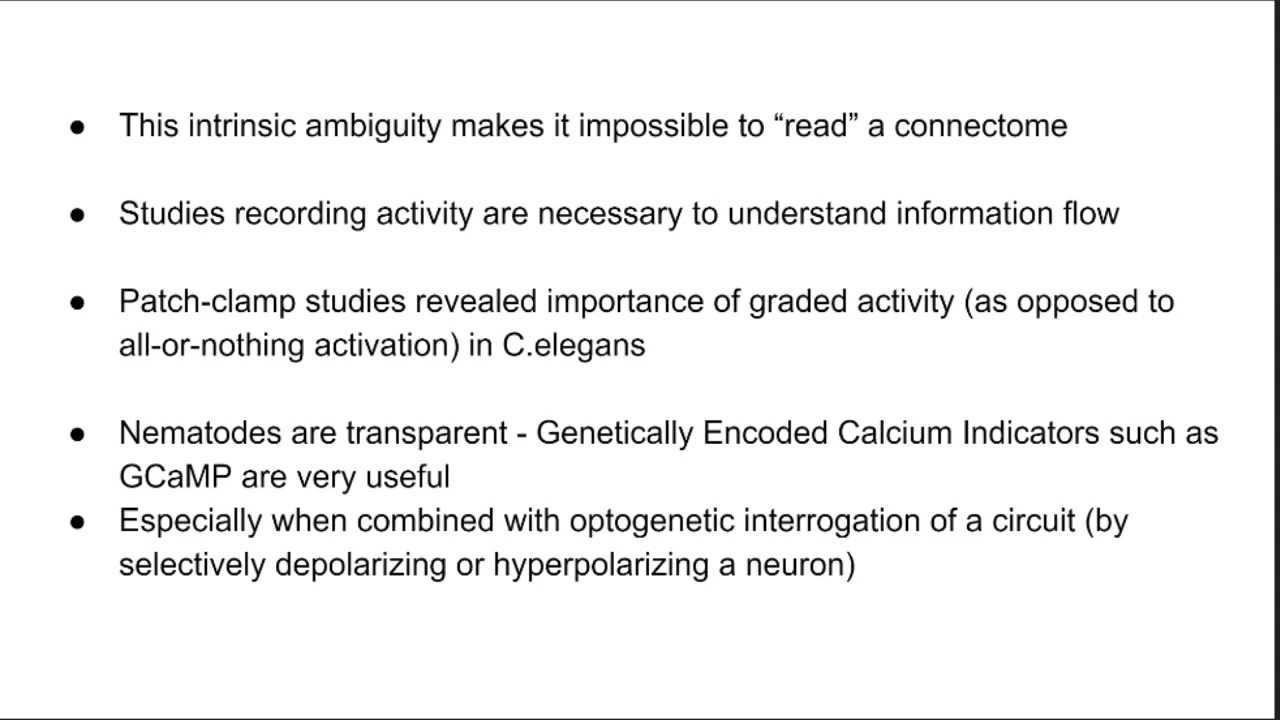 ● This intrinsic ambiguity makes it impossible to “read” a connectome
● Studies recording activity are necessary to understand information flow
● Patch-clamp studies revealed importance of graded activity (as opposed to
all-or-nothing activation) in C.elegans
● Nematodes are transparent - Genetically Encoded Calcium Indicators such as
GCaMP are very useful
● Especially when combined with optogenetic interrogation of a circuit (by
selectively depolarizing or hyperpolarizing a neuron)